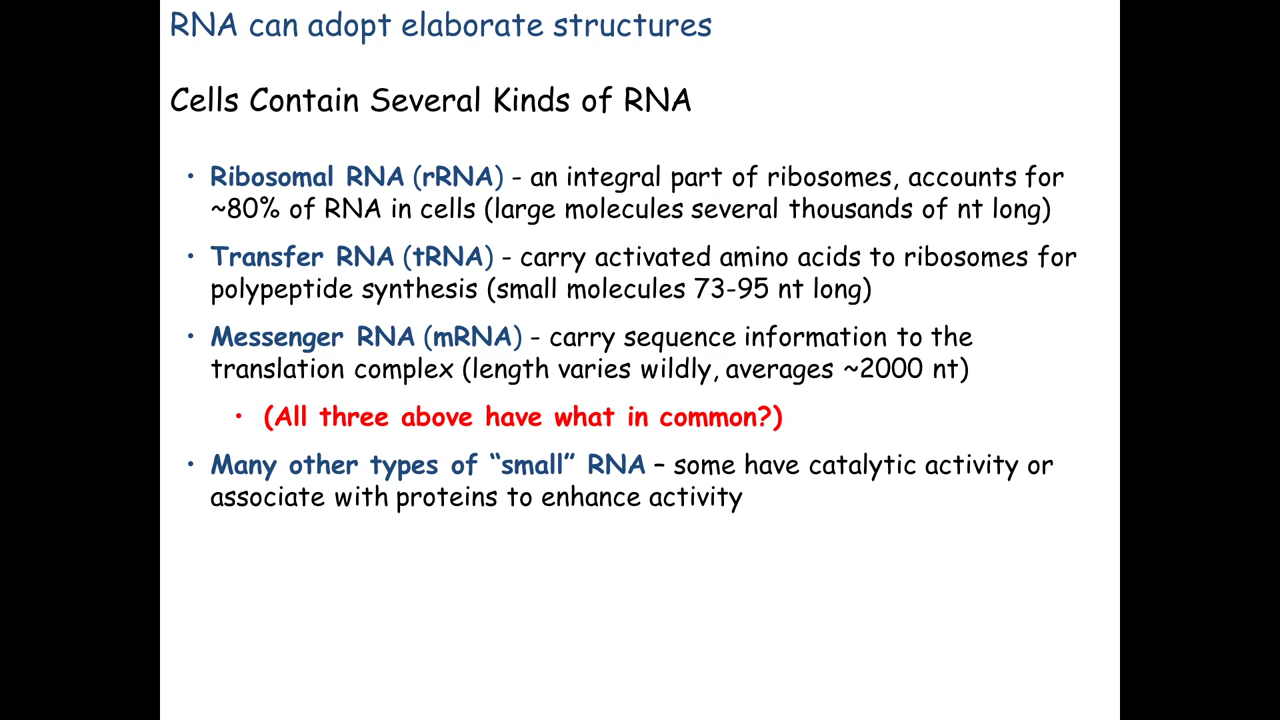 RNA can adopt elaborate structures
Cells Contain Several Kinds of RNA
• Ribosomal RNA (rRNA) - an integral part of ribosomes, accounts for
~80% of RNA in cells (large molecules several thousands of nt long)
• Transfer RNA (tRNA) - carry activated amino acids to ribosomes for
polypeptide synthesis (small molecules 73-95 nt long)
• Messenger RNA (mRNA) - carry sequence information to the
translation complex (length varies wildly, averages ~2000 nt)
• (All three above have what in common?)
• Many other types of “small” RNA – some have catalytic activity or
associate with proteins to enhance activity